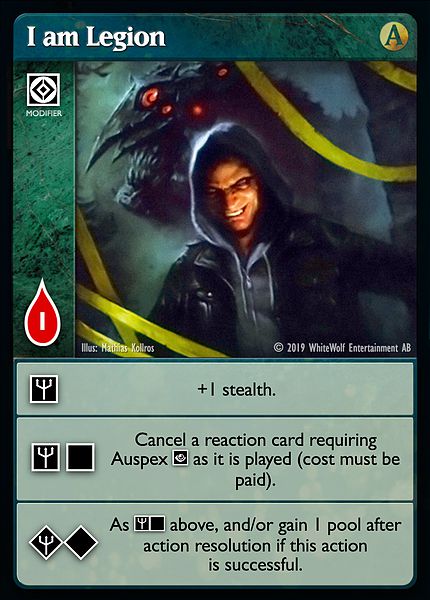 I am Legion
A
MODIFIER
1
Illus: Mathias Kollros © 2019 WhiteWolf Entertainment AB
+1 stealth.
Cancel a reaction card requiring
Auspex as it is played (cost must be
paid).
As above, and/or gain 1 pool after
action resolution if this action
is successful.